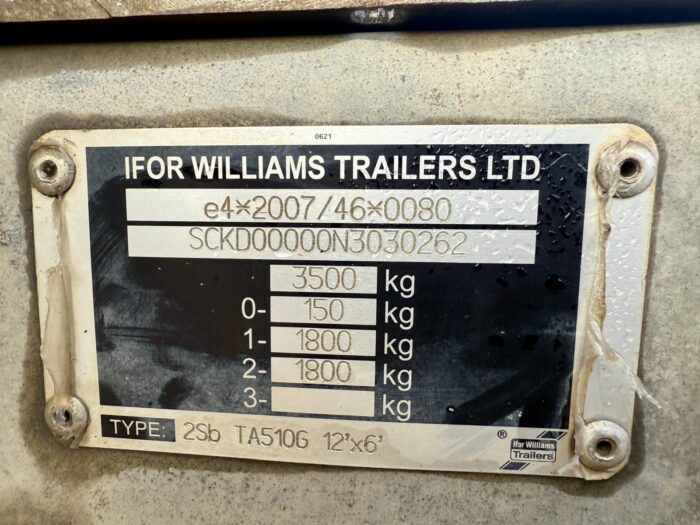 0621
IFOR WILLIAMS TRAILERS LTD
e4*2007/46*0080
SCKD00000N3030262
3500 kg
0- 150 kg
1- 1800 kg
2- 1800 kg
3- kg
TYPE: 2Sb TA510G 12'x6'
®
Ifor Williams
Trailers